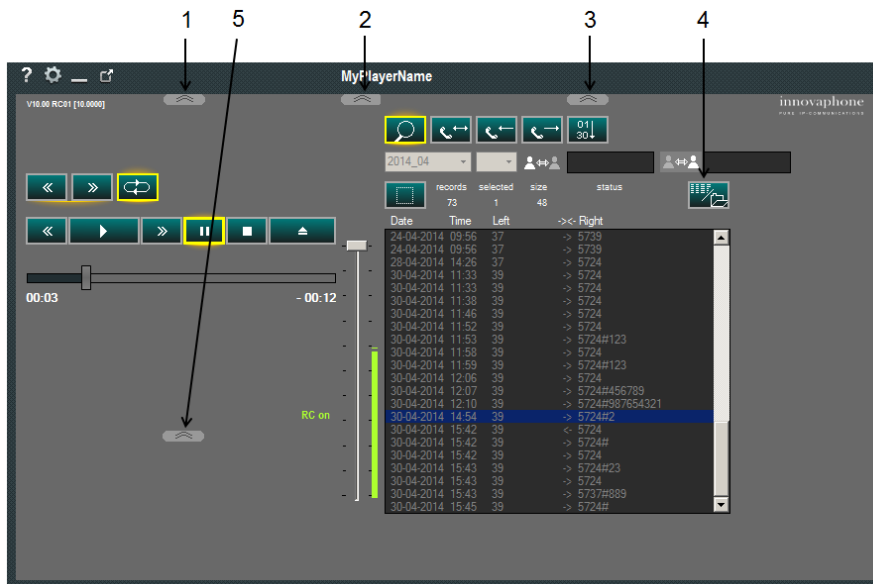 1 5 2 3 4
? MyPlayerName
V10.00 RC01 [10.0000]
innovaphone
PURE IP/COMMUNICATIONS
01
30
2014_04
records selected size status
73 1 48
Date Time Left -><- Right
24-04-2014 09:56 37 -> 5739
24-04-2014 09:56 37 -> 5739
28-04-2014 14:26 37 -> 5724
30-04-2014 11:33 39 -> 5724
30-04-2014 11:33 39 -> 5724
30-04-2014 11:38 39 -> 5724
30-04-2014 11:46 39 -> 5724
30-04-2014 11:52 39 -> 5724
30-04-2014 11:53 39 -> 5724#123
30-04-2014 11:58 39 -> 5724
30-04-2014 11:59 39 -> 5724#123
30-04-2014 12:06 39 -> 5724
30-04-2014 12:07 39 -> 5724#456789
30-04-2014 12:10 39 -> 5724#987654321
30-04-2014 14:54 39 -> 5724#2
30-04-2014 15:42 39 <- 5724
30-04-2014 15:42 39 -> 5724#
30-04-2014 15:42 39 -> 5724
30-04-2014 15:43 39 -> 5724#23
30-04-2014 15:43 39 -> 5724
30-04-2014 15:43 39 -> 5737#889
30-04-2014 15:45 39 -> 5724#
00:03 - 00:12
RC on